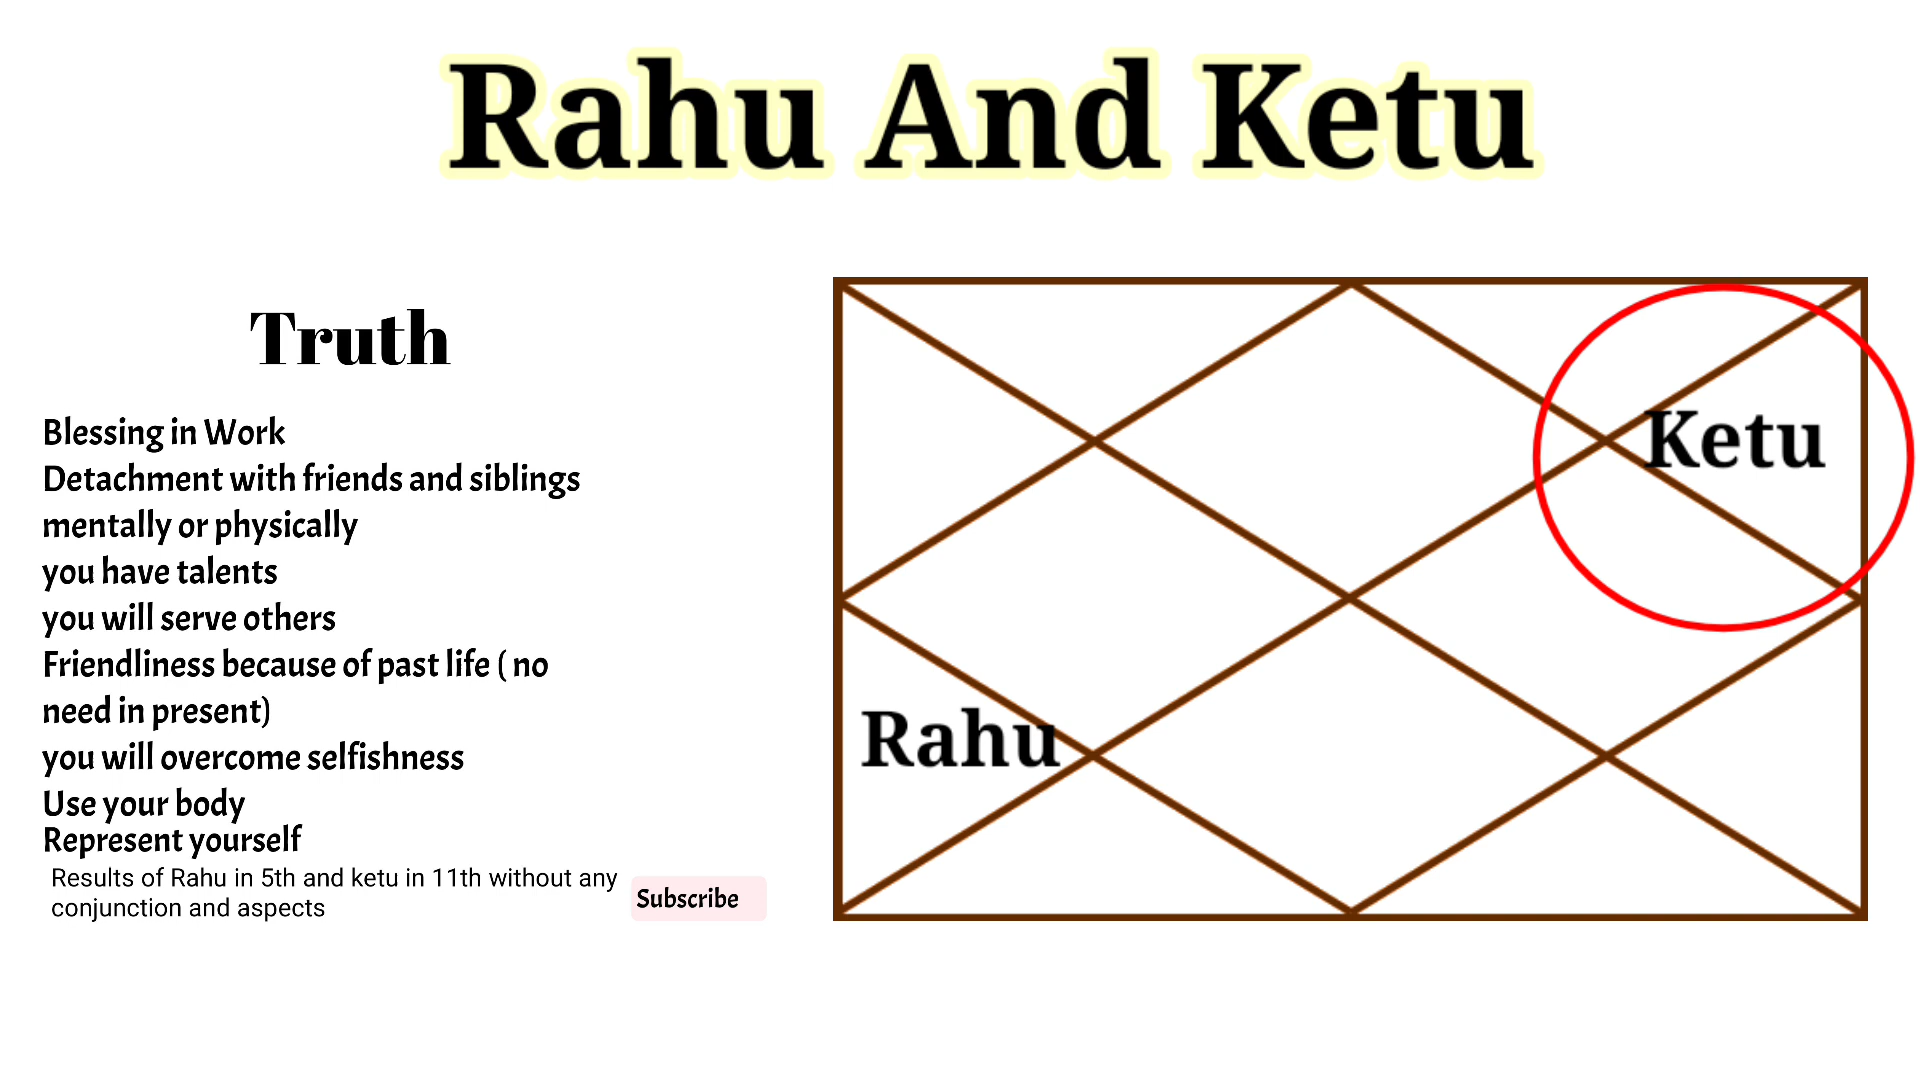 Rahu And Ketu
Truth
Blessing in Work
Detachment with friends and siblings
mentally or physically
you have talents
you will serve others
Friendliness because of past life ( no
need in present)
you will overcome selfishness
Use your body
Represent yourself
Results of Rahu in 5th and ketu in 11th without any
conjunction and aspects
Subscribe
Ketu
Rahu